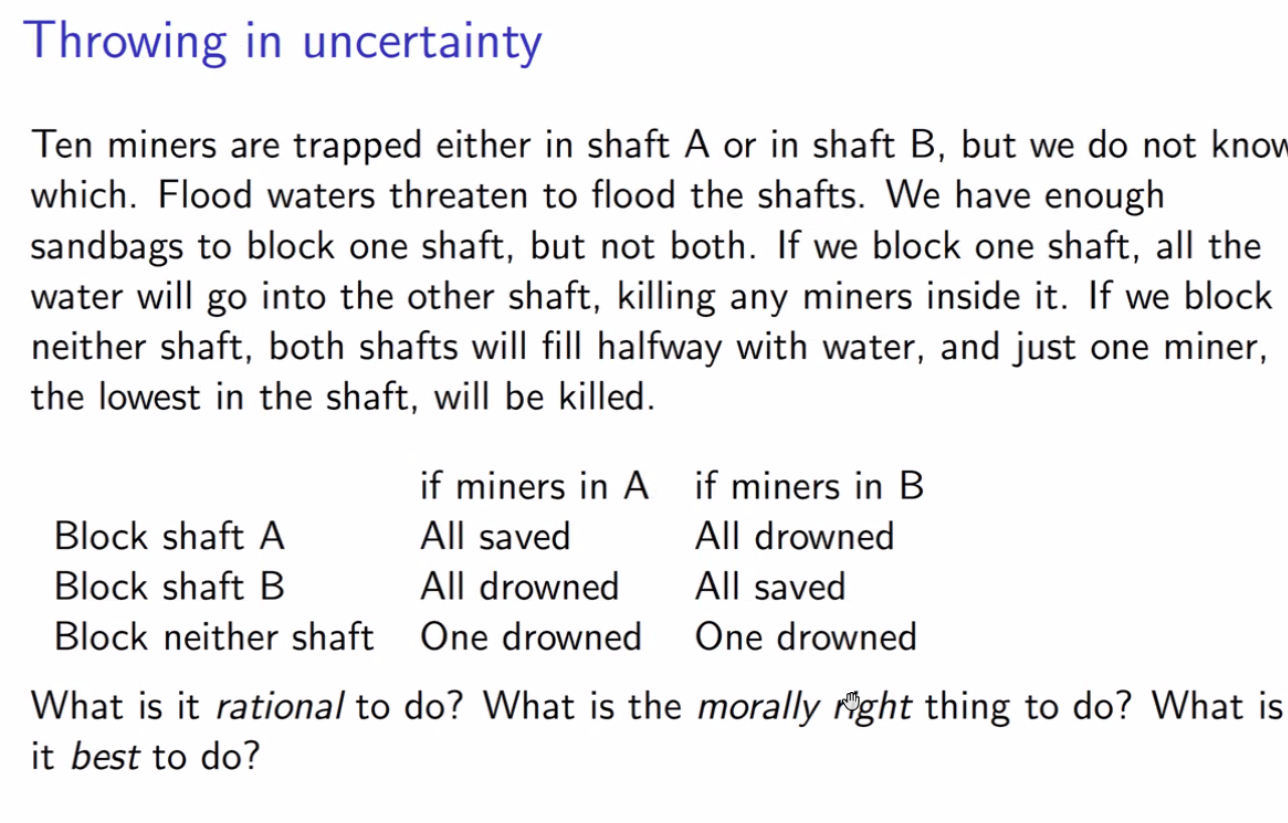 Throwing in uncertainty
Ten miners are trapped either in shaft A or in shaft B, but we do not know
which. Flood waters threaten to flood the shafts. We have enough
sandbags to block one shaft, but not both. If we block one shaft, all the
water will go into the other shaft, killing any miners inside it. If we block
neither shaft, both shafts will fill halfway with water, and just one miner,
the lowest in the shaft, will be killed.
if miners in A if miners in B
Block shaft A All saved All drowned
Block shaft B All drowned All saved
Block neither shaft One drowned One drowned
What is it rational to do? What is the morally right thing to do? What is
it best to do?